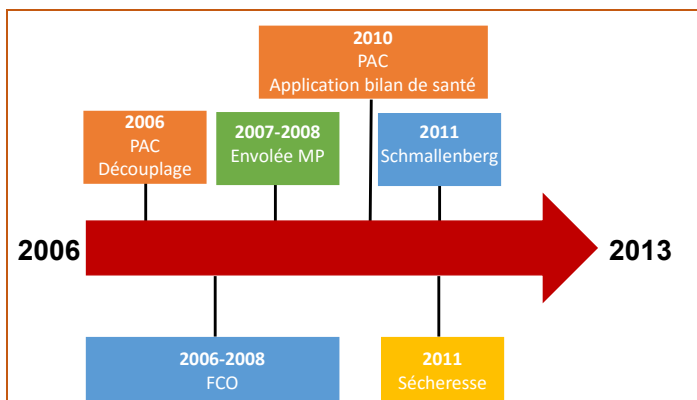 2010
PAC
Application bilan de santé
2006
PAC
Découplage
2007-2008
Envolée MP
2011
Schmallenberg
2006
2013
2006-2008
FCO
2011
Sécheresse